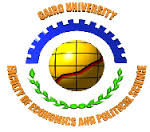 CAIRO UNIVERSITY
FACULTY OF ECONOMICS AND POLITICAL SCIENCE